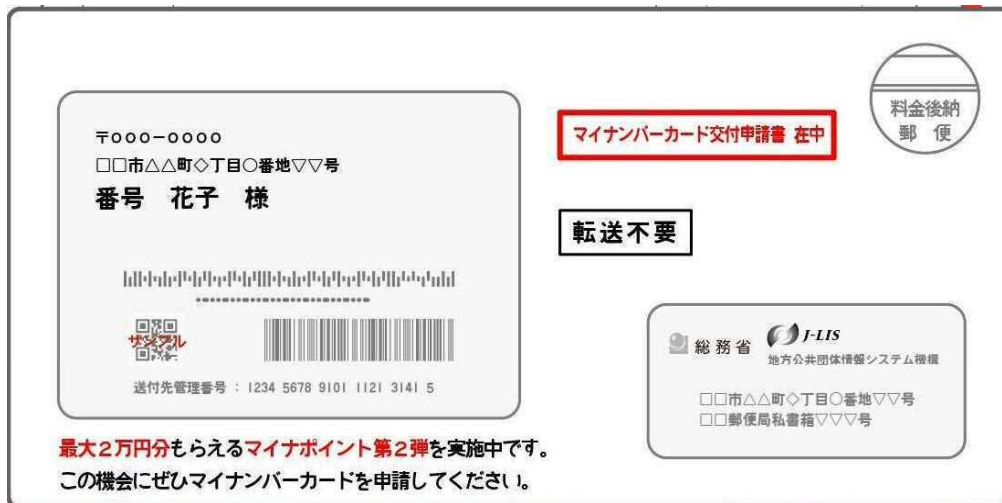 〒000-0000
□□市△△町◇丁目○番地▽▽号
番号 花子 様
サンプル
送付先管理番号 : 1234 5678 9101 1121 3141 5
マイナンバーカード交付申請書 在中
料金後納
郵 便
転送不要
総務省
J-LIS
地方公共団体情報システム機構
□□市△△町◇丁目○番地▽▽号
□□郵便局私書箱▽▽▽号
最大2万円分もらえるマイナポイント第2弾を実施中です。
この機会にぜひマイナンバーカードを申請してください。